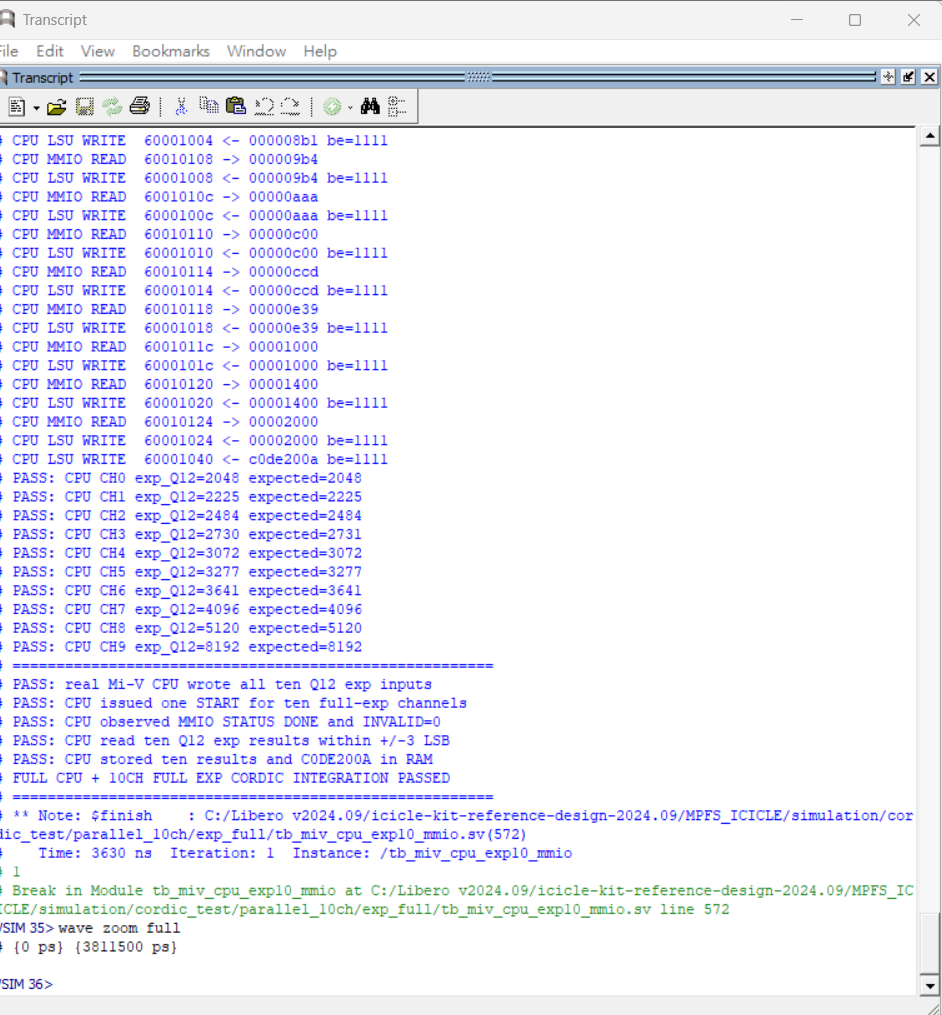 Transcript
File Edit View Bookmarks Window Help
Transcript
# CPU LSU WRITE  60001004 <- 000008b1 be=1111
# CPU MMIO READ  60010108 -> 000009b4
# CPU LSU WRITE  60001008 <- 000009b4 be=1111
# CPU MMIO READ  6001010c -> 00000aaa
# CPU LSU WRITE  6000100c <- 00000aaa be=1111
# CPU MMIO READ  60010110 -> 00000c00
# CPU LSU WRITE  60001010 <- 00000c00 be=1111
# CPU MMIO READ  60010114 -> 00000ccd
# CPU LSU WRITE  60001014 <- 00000ccd be=1111
# CPU MMIO READ  60010118 -> 00000e39
# CPU LSU WRITE  60001018 <- 00000e39 be=1111
# CPU MMIO READ  6001011c -> 00001000
# CPU LSU WRITE  6000101c <- 00001000 be=1111
# CPU MMIO READ  60010120 -> 00001400
# CPU LSU WRITE  60001020 <- 00001400 be=1111
# CPU MMIO READ  60010124 -> 00002000
# CPU LSU WRITE  60001024 <- 00002000 be=1111
# CPU LSU WRITE  60001040 <- c0de200a be=1111
# PASS: CPU CH0 exp_Q12=2048 expected=2048
# PASS: CPU CH1 exp_Q12=2225 expected=2225
# PASS: CPU CH2 exp_Q12=2484 expected=2484
# PASS: CPU CH3 exp_Q12=2730 expected=2731
# PASS: CPU CH4 exp_Q12=3072 expected=3072
# PASS: CPU CH5 exp_Q12=3277 expected=3277
# PASS: CPU CH6 exp_Q12=3641 expected=3641
# PASS: CPU CH7 exp_Q12=4096 expected=4096
# PASS: CPU CH8 exp_Q12=5120 expected=5120
# PASS: CPU CH9 exp_Q12=8192 expected=8192
# =======================================================
# PASS: real Mi-V CPU wrote all ten Q12 exp inputs
# PASS: CPU issued one START for ten full-exp channels
# PASS: CPU observed MMIO STATUS DONE and INVALID=0
# PASS: CPU read ten Q12 exp results within +/-3 LSB
# PASS: CPU stored ten results and C0DE200A in RAM
# FULL CPU + 10CH FULL EXP CORDIC INTEGRATION PASSED
# =======================================================
# ** Note: $finish    : C:/Libero v2024.09/icicle-kit-reference-design-2024.09/MPFS_ICICLE/simulation/cor
dic_test/parallel_10ch/exp_full/tb_miv_cpu_exp10_mmio.sv(572)
#    Time: 3630 ns  Iteration: 1  Instance: /tb_miv_cpu_exp10_mmio
# 1
# Break in Module tb_miv_cpu_exp10_mmio at C:/Libero v2024.09/icicle-kit-reference-design-2024.09/MPFS_IC
ICLE/simulation/cordic_test/parallel_10ch/exp_full/tb_miv_cpu_exp10_mmio.sv line 572
VSIM 35> wave zoom full
# {0 ps} {3811500 ps}
VSIM 36>